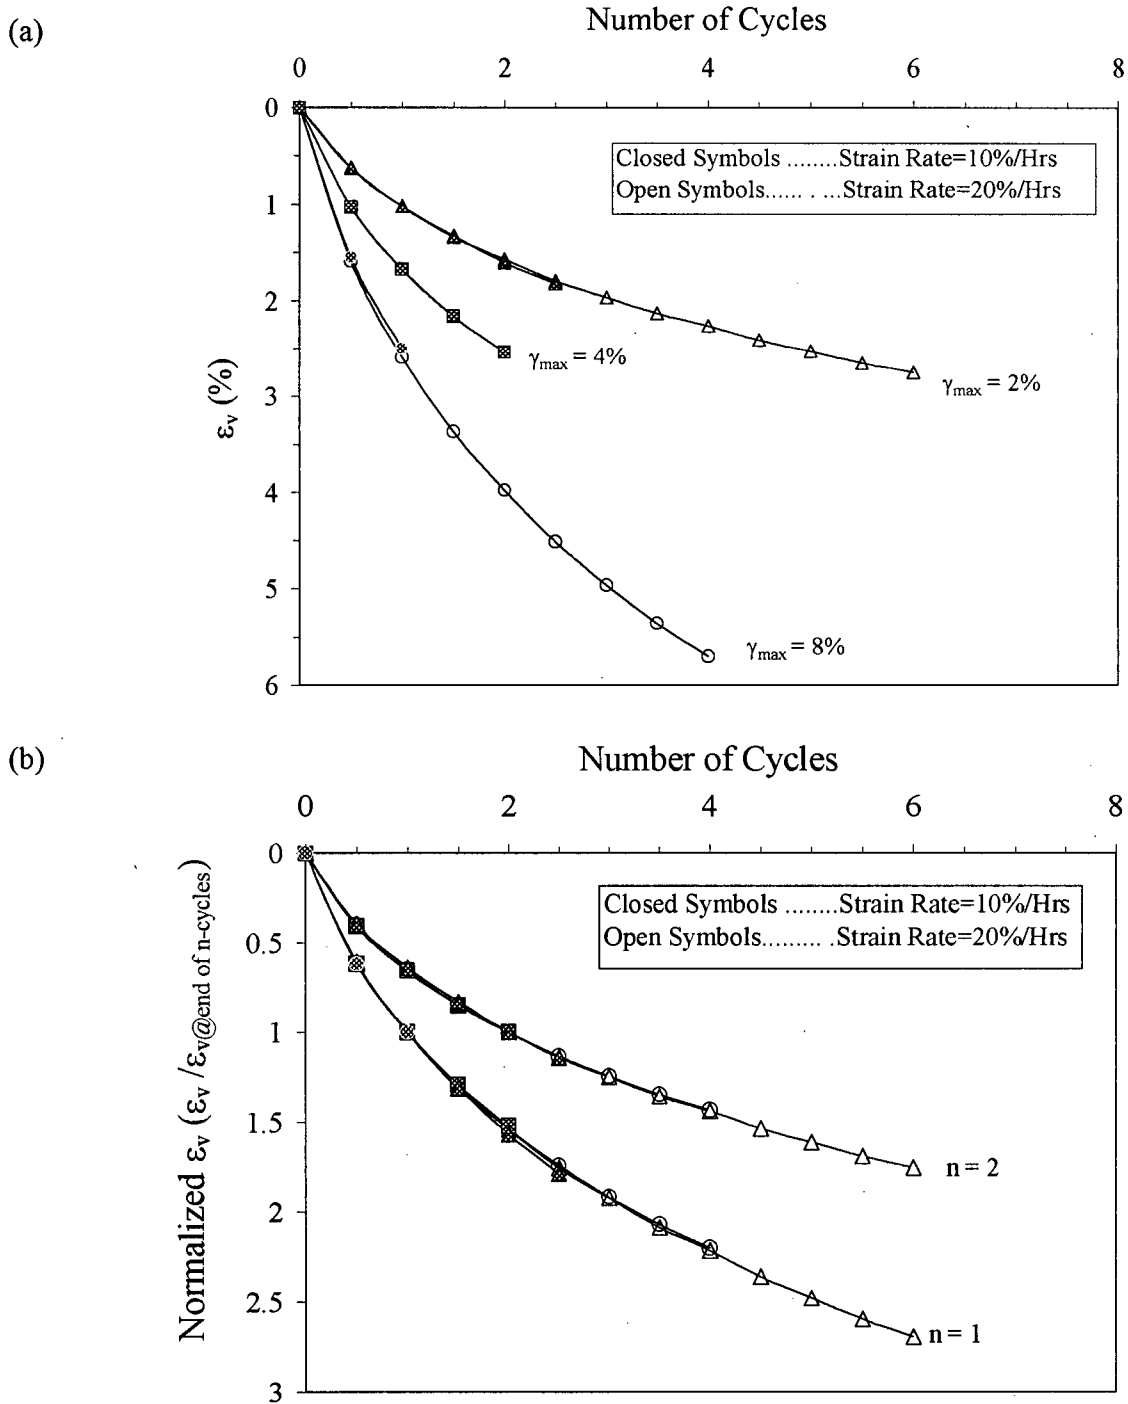 (a)
Number of Cycles
0 2 4 6 8
0
1
2
3
4
5
6
εv (%)
Closed Symbols ........Strain Rate=10%/Hrs
Open Symbols...... . ...Strain Rate=20%/Hrs
γmax = 4%
γmax = 2%
γmax = 8%
(b)
Number of Cycles
0 2 4 6 8
0
0.5
1
1.5
2
2.5
3
Normalized εv ( εv /εv@end of n-cycles)
Closed Symbols ........Strain Rate=10%/Hrs
Open Symbols......... .Strain Rate=20%/Hrs
n = 2
n = 1